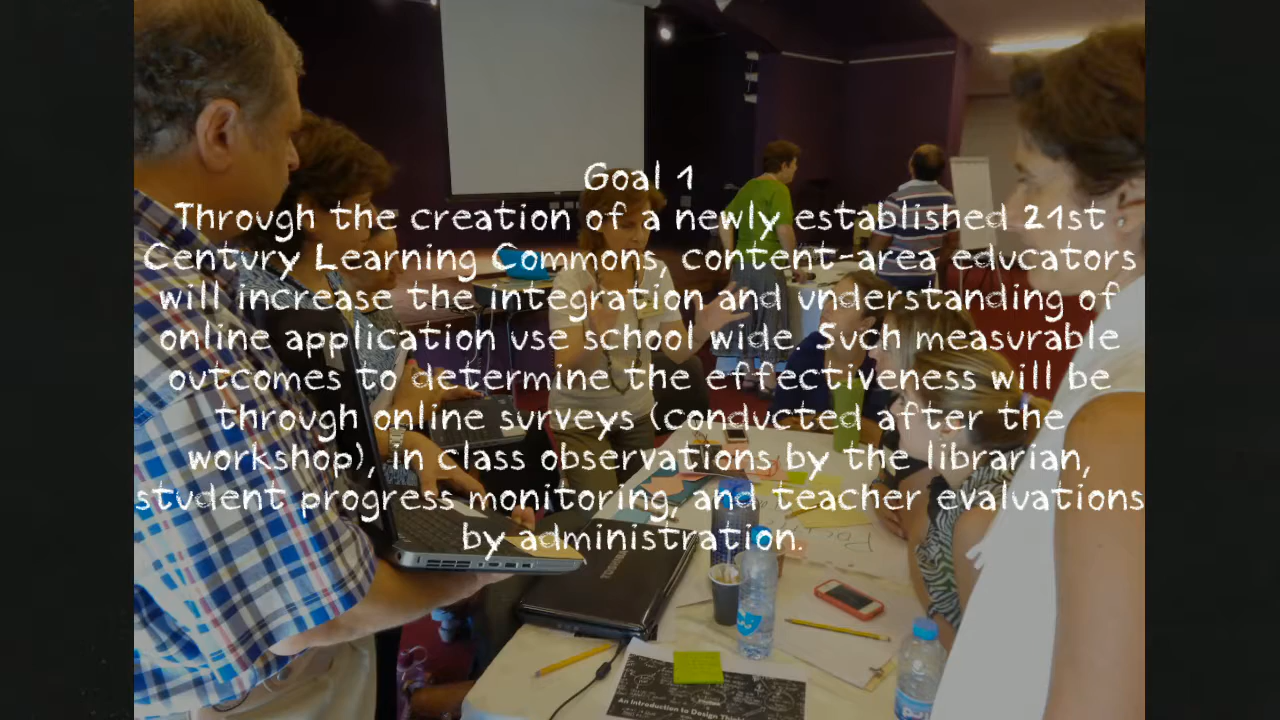 Goal 1
Through the creation of a newly established 21st
Century Learning Commons, content-area educators
will increase the integration and understanding of
online application use school wide. Such measurable
outcomes to determine the effectiveness will be
through online surveys (conducted after the
workshop), in class observations by the librarian,
student progress monitoring, and teacher evaluations
by administration.
TOSHIBA
An Introduction to Design